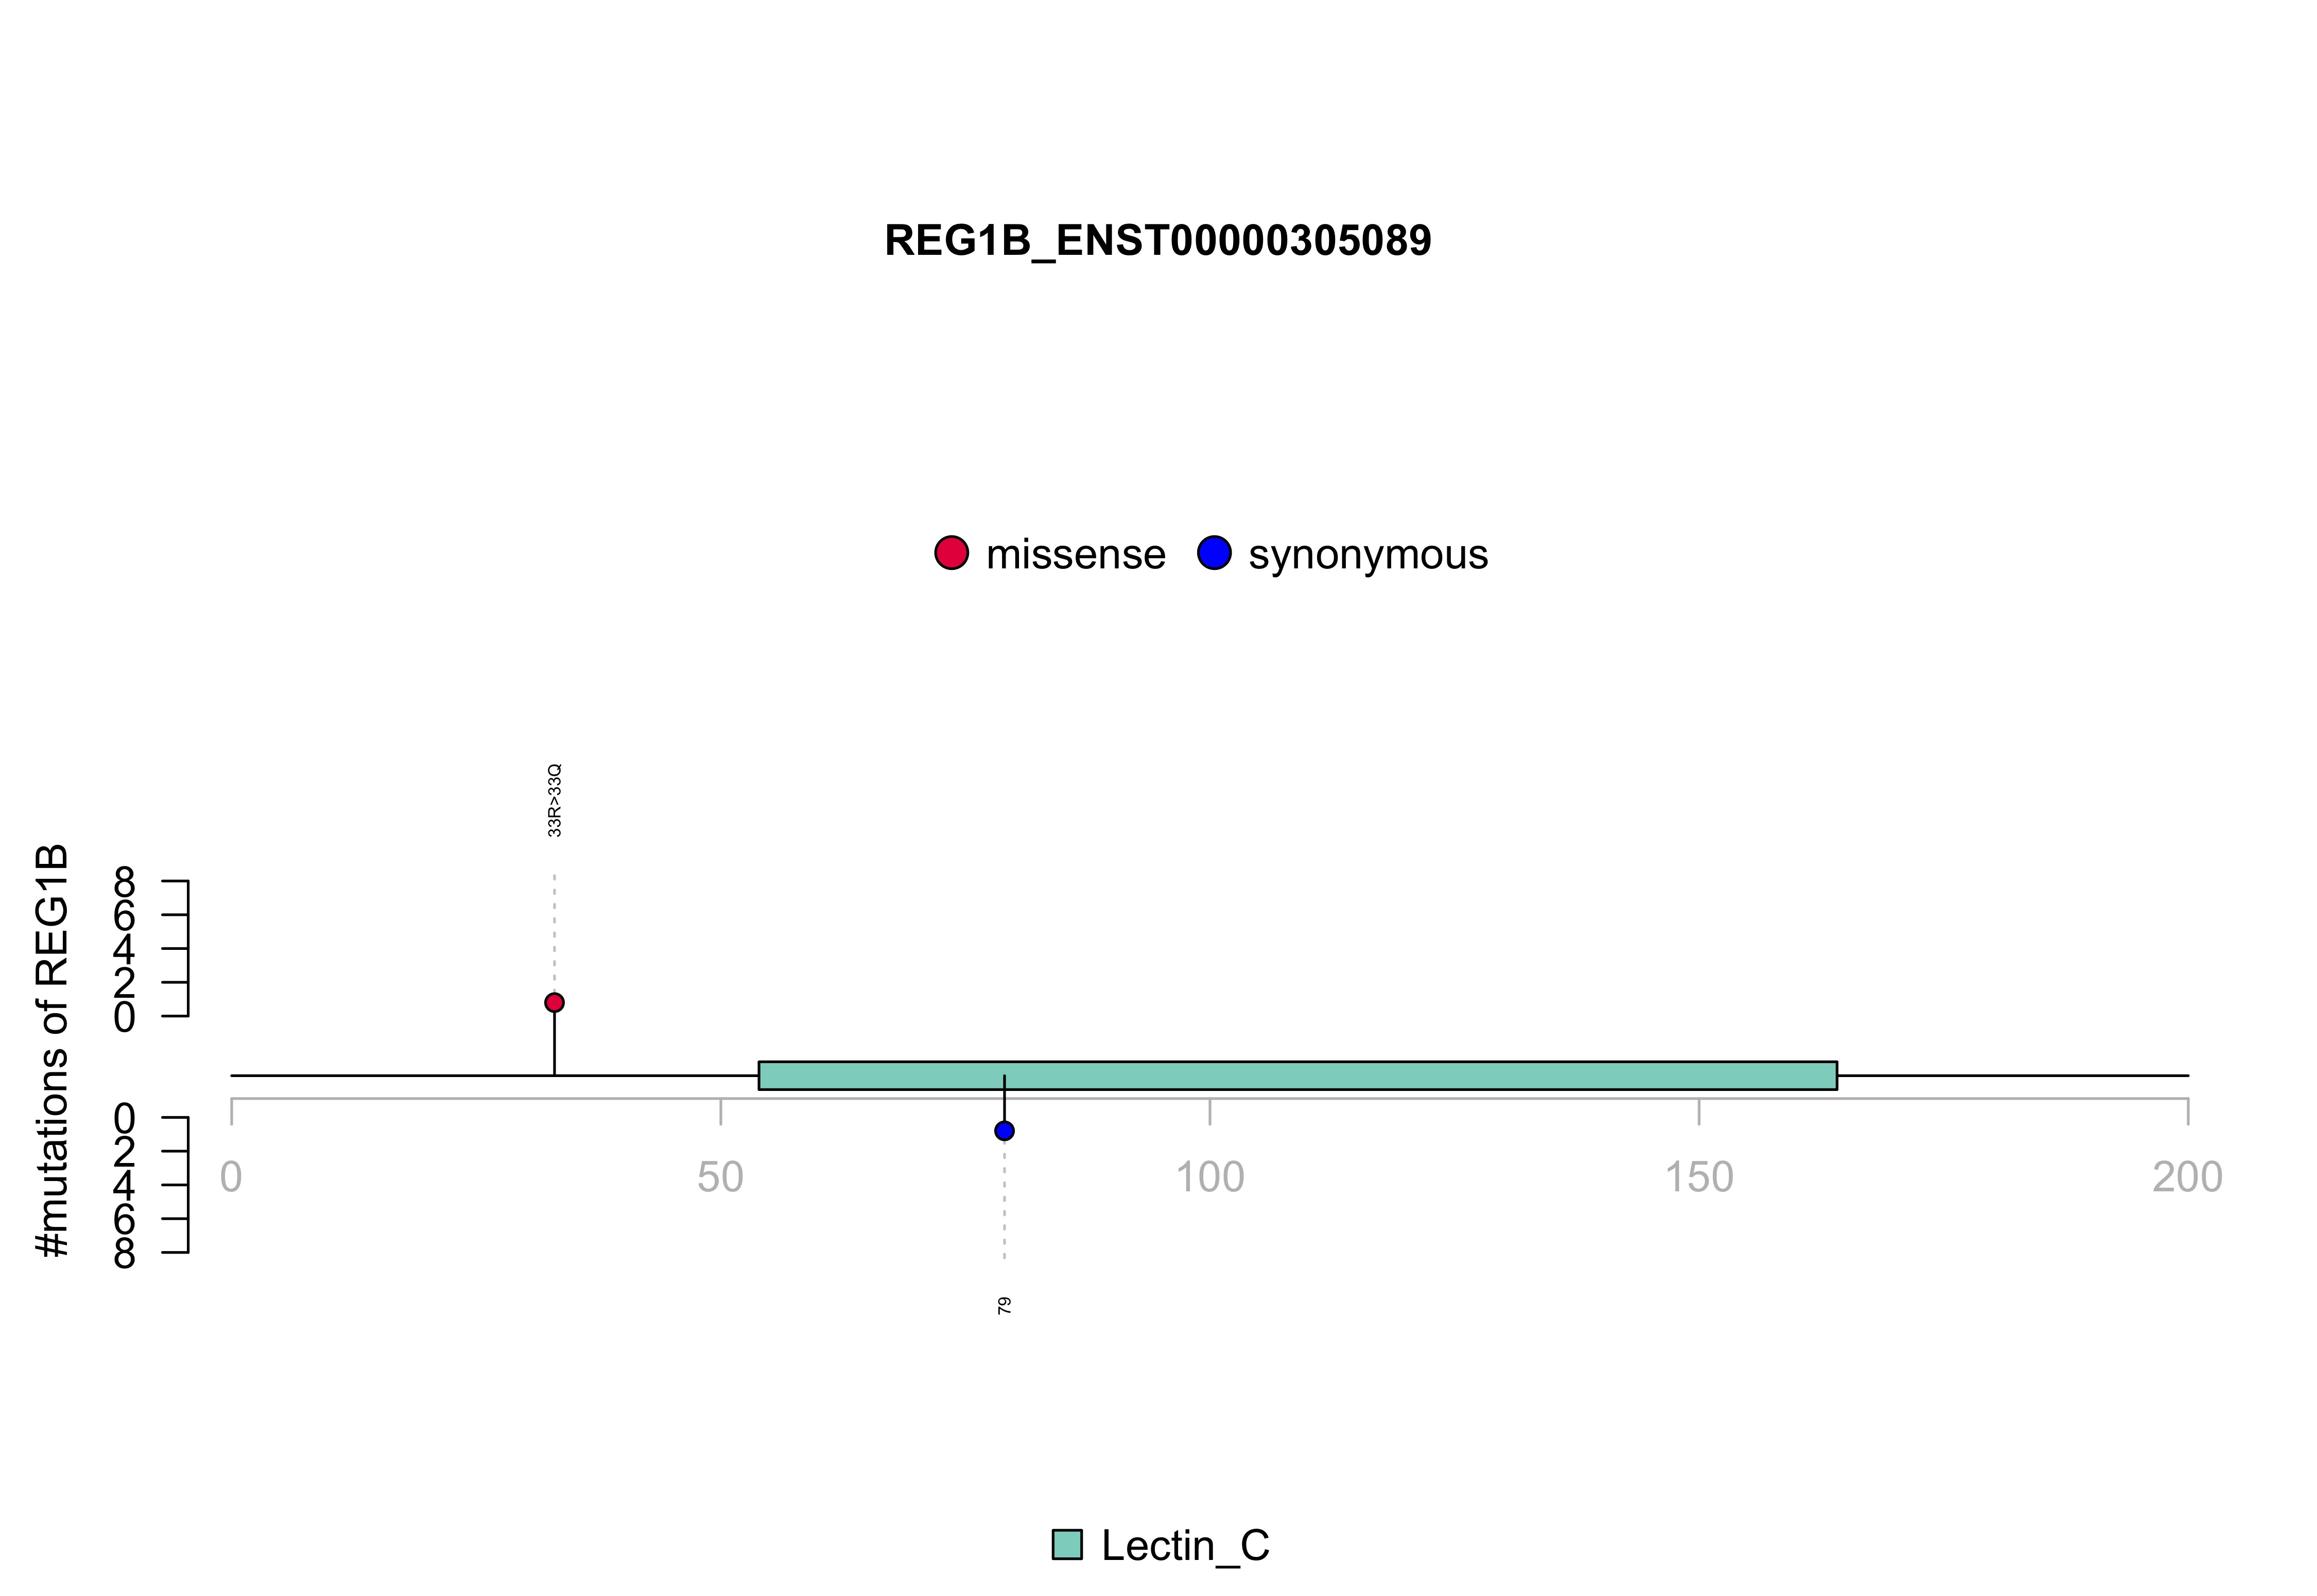 REG1B_ENST00000305089
missense
synonymous
33R>33Q
#mutations of REG1B
8
6
4
2
0
0
2
4
6
8
0
50
100
150
200
79
Lectin_C